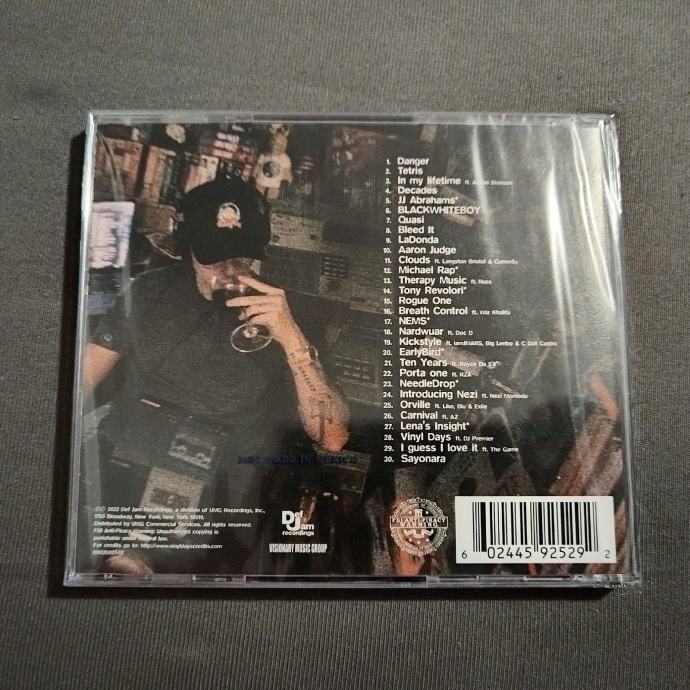 1. Danger
2. Tetris
3. In my lifetime ft. Action Bronson
4. Decades
5. JJ Abrahams*
6. BLACKWHITEBOY
7. Quasi
8. Bleed It
9. LaDonda
10. Aaron Judge
11. Clouds ft. Langston Bristol & Curren$y
12. Michael Rap*
13. Therapy Music ft. Russ
14. Tony Revolori*
15. Rogue One
16. Breath Control ft. Wiz Khalifa
17. NEMS*
18. Nardwuar ft. Doc D
19. Kickstyle ft. iamJMARS, Big Lenbo & C Dot Castro
20. EarlyBird*
21. Ten Years ft. Royce Da 5'9"
22. Porta one ft. RZA
23. NeedleDrop*
24. Introducing Nezi ft. Nezi Momodu
25. Orville ft. Like, Blu & Exile
26. Carnival ft. AZ
27. Lena's Insight*
28. Vinyl Days ft. DJ Premier
29. I guess I love it ft. The Game
30. Sayonara
℗ © 2022 Def Jam Recordings, a division of UMG Recordings, Inc.,
1755 Broadway, New York, New York 10019.
Distributed by UMG Commercial Services. All rights reserved.
FBI Anti-Piracy Warning: Unauthorized copying is
punishable under federal law.
For credits go to: http://www.vinyldayscredits.com
Def
Jam
recordings
VISIONARY MUSIC GROUP
FBI ANTI-PIRACY
WARNING
6 02445 92529 2